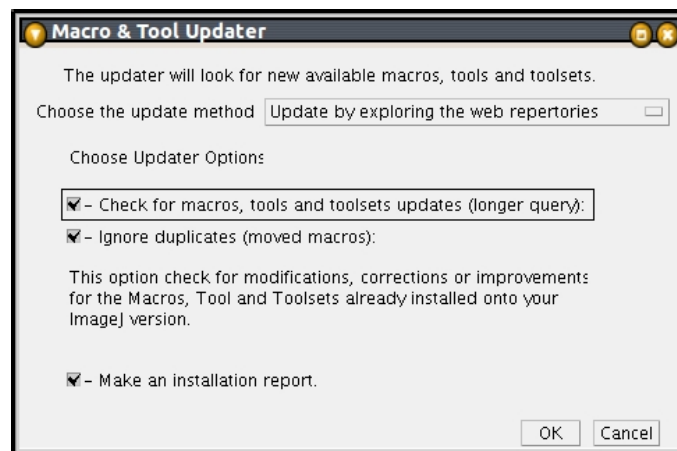 Macro & Tool Updater
The updater will look for new available macros, tools and toolsets.
Choose the update method Update by exploring the web repertories
Choose Updater Options
– Check for macros, tools and toolsets updates (longer query):
– Ignore duplicates (moved macros):
This option check for modifications, corrections or improvements
for the Macros, Tool and Toolsets already installed onto your
ImageJ version.
– Make an installation report.
OK Cancel